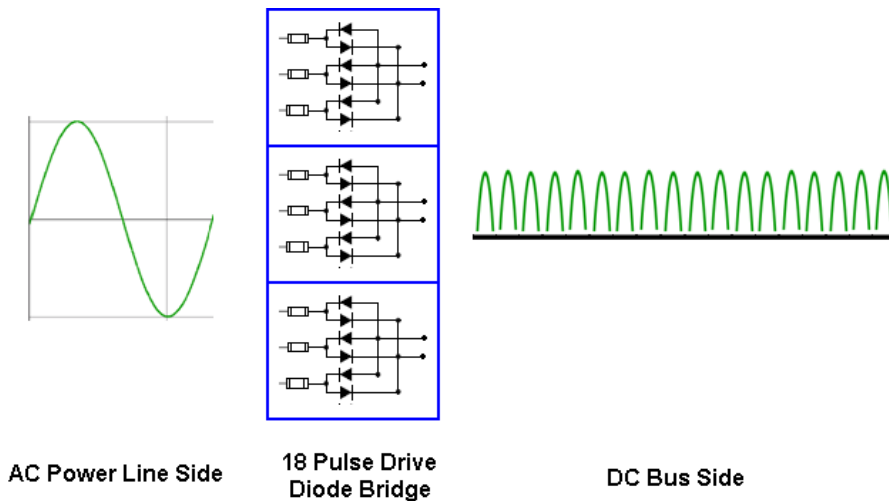 AC Power Line Side
18 Pulse Drive
Diode Bridge
DC Bus Side